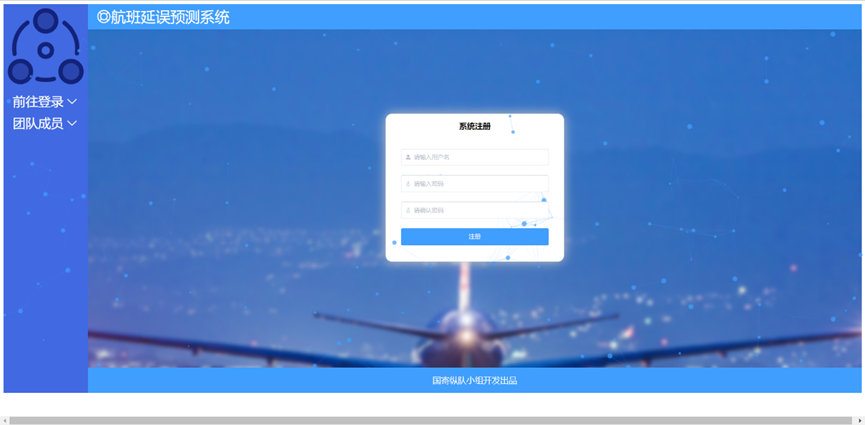 航班延误预测系统
前往登录
团队成员
系统注册
请输入用户名
请输入密码
请确认密码
注册
国寄纵队小组开发出品